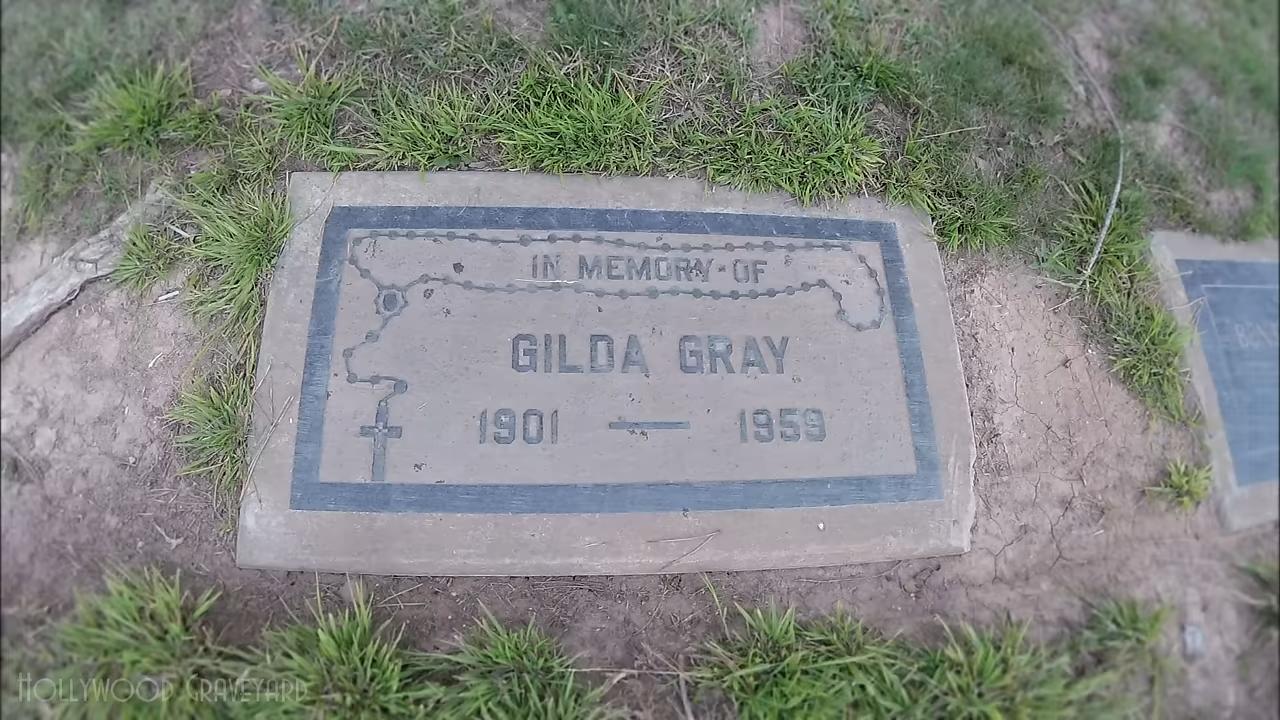 IN MEMORY OF
GILDA GRAY
1901 — 1959
HOLLYWOOD GRAVEYARD